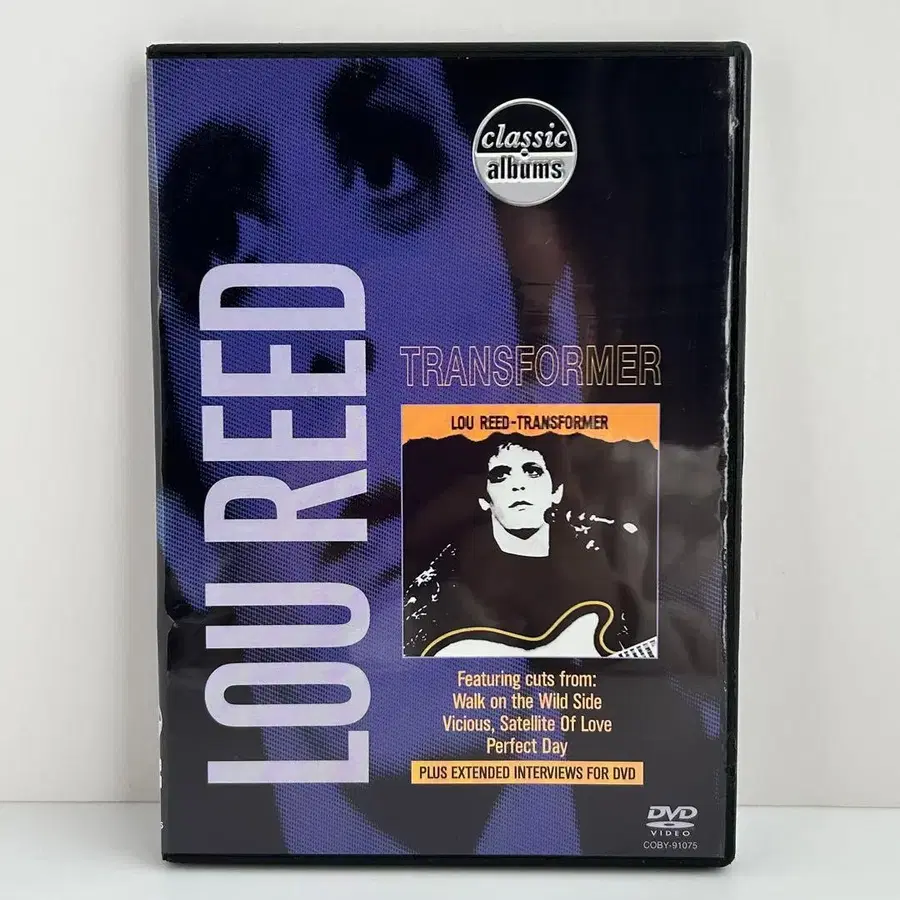 classic
albums
LOU REED
TRANSFORMER
LOU REED-TRANSFORMER
Featuring cuts from:
Walk on the Wild Side
Vicious, Satellite Of Love
Perfect Day
PLUS EXTENDED INTERVIEWS FOR DVD
DVD
VIDEO
COBY-91075